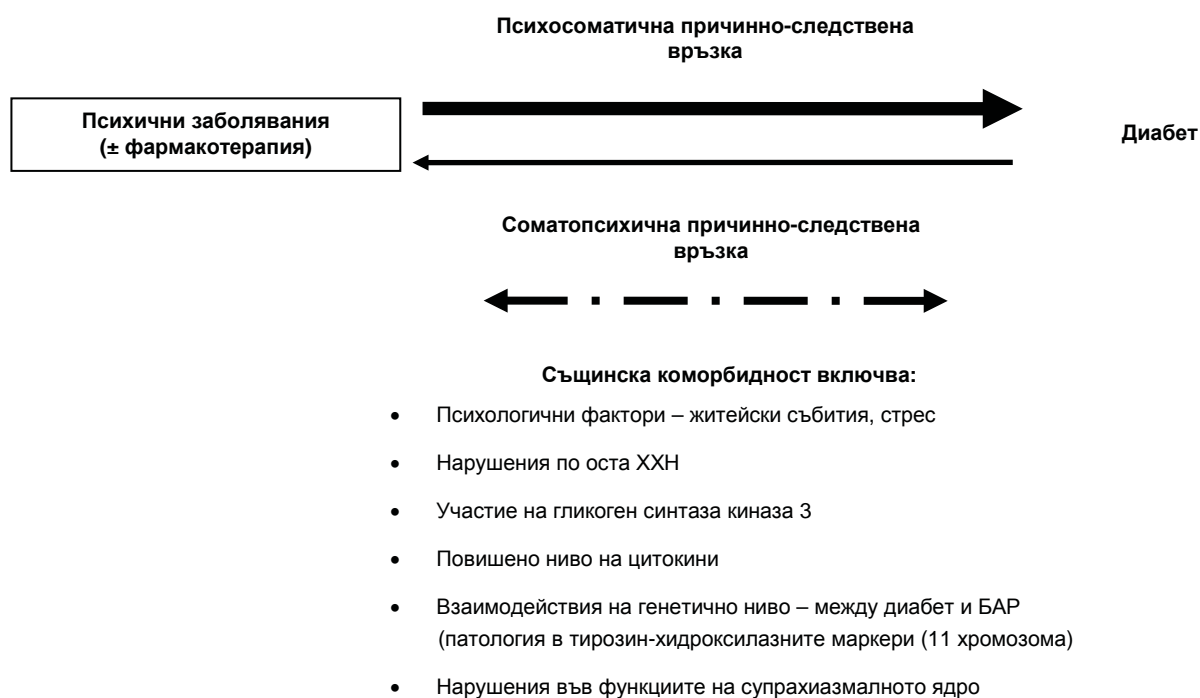 Психосоматична причинно-следствена
връзка
Психични заболявания
(± фармакотерапия)
Диабет
Соматопсихична причинно-следствена
връзка
Същинска коморбидност включва:
• Психологични фактори – житейски събития, стрес
• Нарушения по оста ХХН
• Участие на гликоген синтаза киназа 3
• Повишено ниво на цитокини
• Взаимодействия на генетично ниво – между диабет и БАР
(патология в тирозин-хидроксилазните маркери (11 хромозома)
• Нарушения във функциите на супрахиазмалното ядро